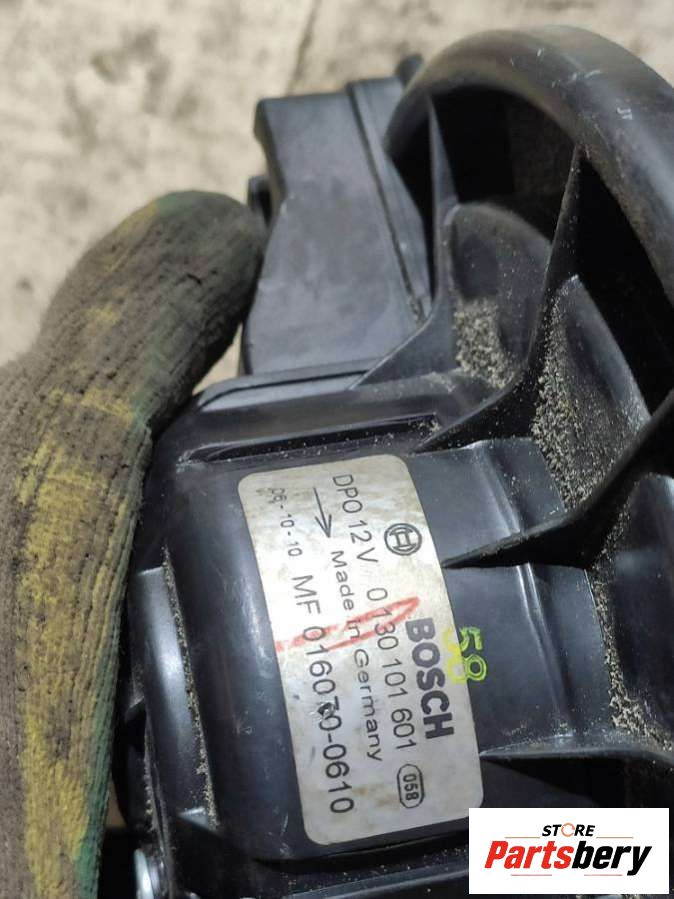 BOSCH
DPO 12 V 0 130 101 601
Made in Germany
058
06-10-10 MF 016070-0610
58
STORE
Partsbery